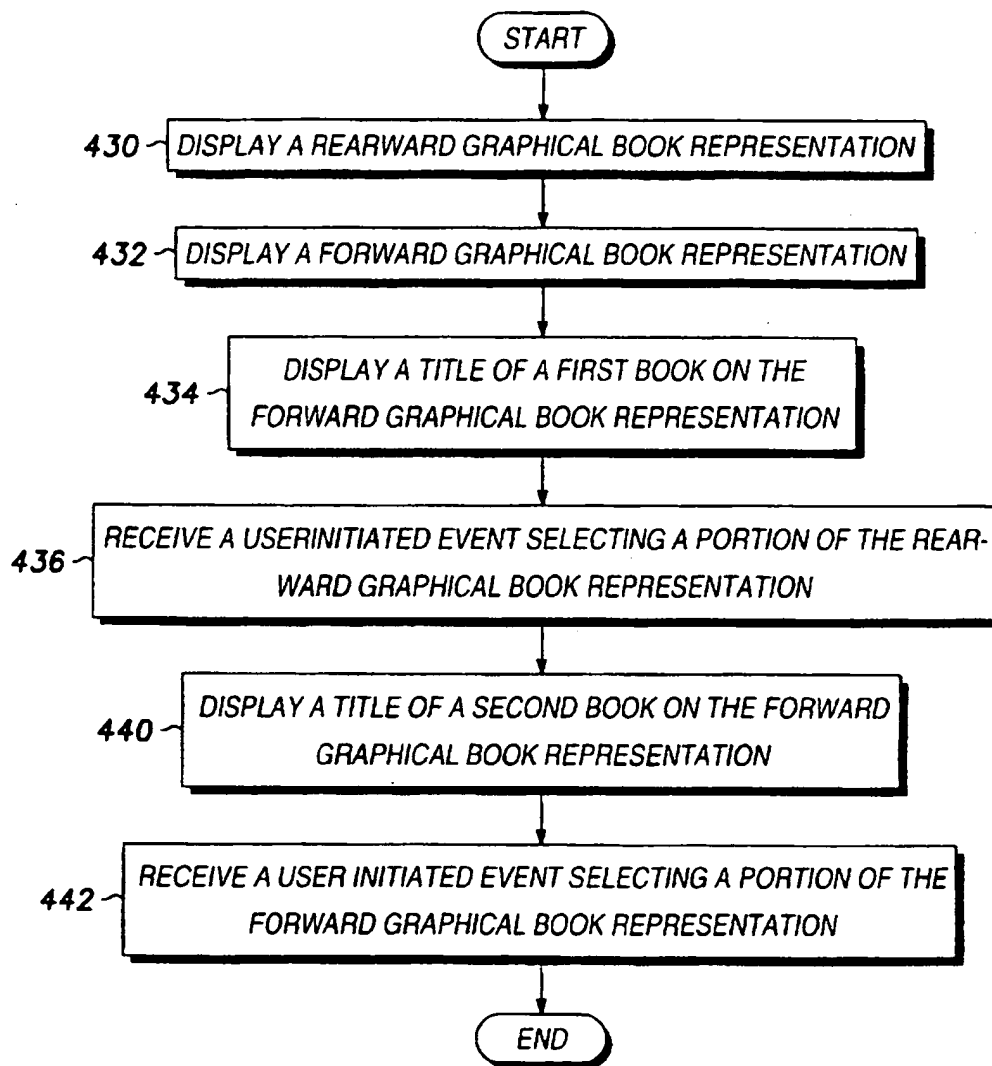 START
430
DISPLAY A REARWARD GRAPHICAL BOOK REPRESENTATION
432
DISPLAY A FORWARD GRAPHICAL BOOK REPRESENTATION
434
DISPLAY A TITLE OF A FIRST BOOK ON THE
FORWARD GRAPHICAL BOOK REPRESENTATION
436
RECEIVE A USERINITIATED EVENT SELECTING A PORTION OF THE REAR-
WARD GRAPHICAL BOOK REPRESENTATION
440
DISPLAY A TITLE OF A SECOND BOOK ON THE FORWARD
GRAPHICAL BOOK REPRESENTATION
442
RECEIVE A USER INITIATED EVENT SELECTING A PORTION OF THE
FORWARD GRAPHICAL BOOK REPRESENTATION
END